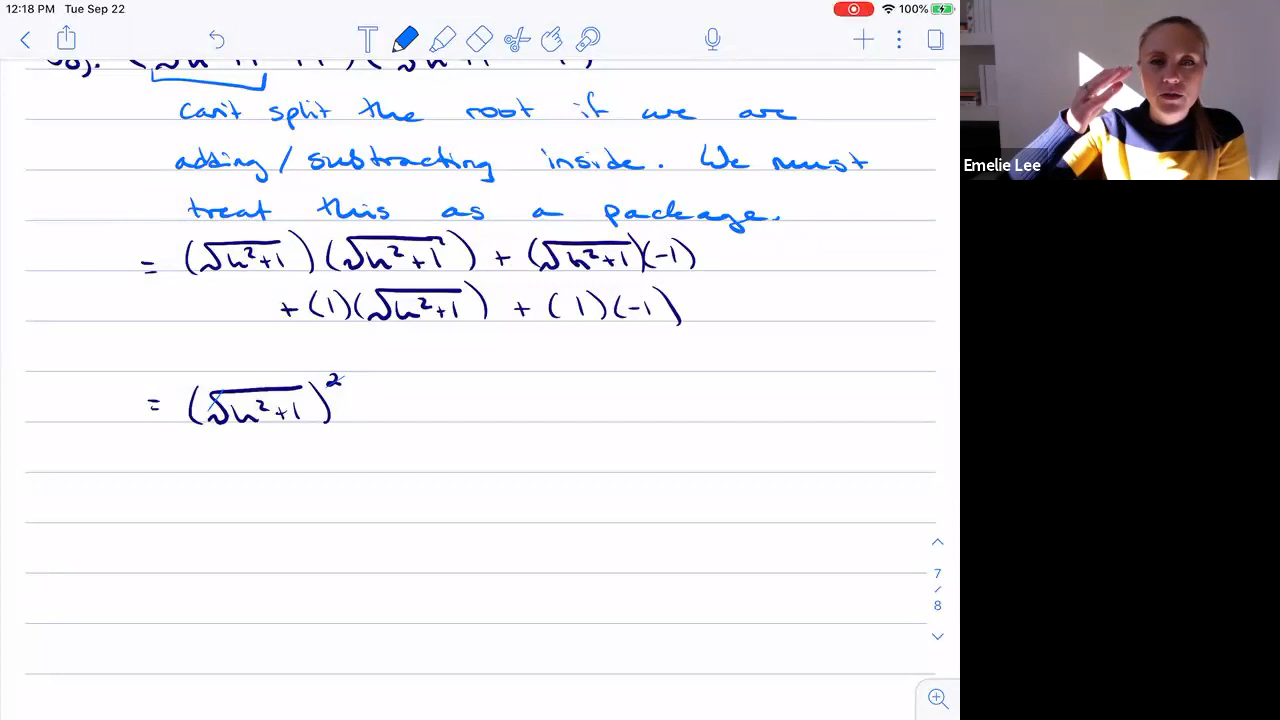 12:18 PM Tue Sep 22
100%
can't split the root if we are
adding/subtracting inside. We must
treat this as a package.
= (√h²+1)(√h²+1) + (√h²+1)(-1)
+ (1)(√h²+1) + (1)(-1)
= (√h²+1)²
Emelie Lee
7
/
8